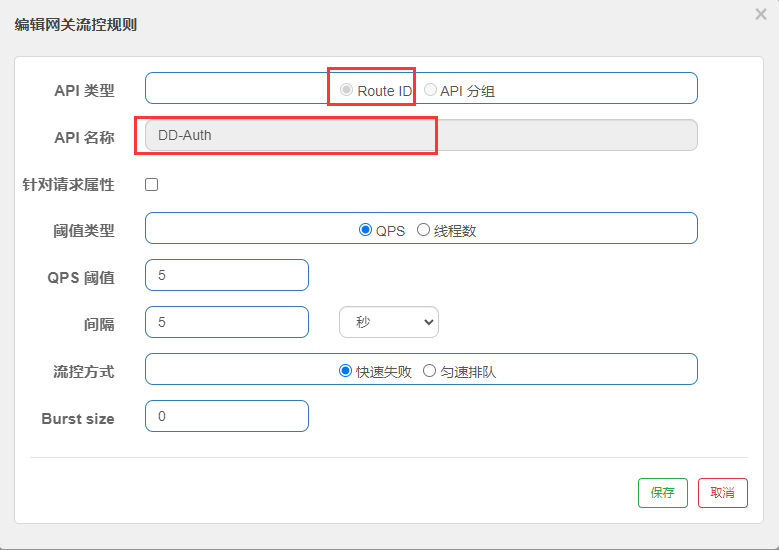 编辑网关流控规则 ×
API 类型 Route ID API 分组
API 名称 DD-Auth
针对请求属性
阈值类型 QPS 线程数
QPS 阈值 5
间隔 5 秒
流控方式 快速失败 匀速排队
Burst size 0
保存 取消